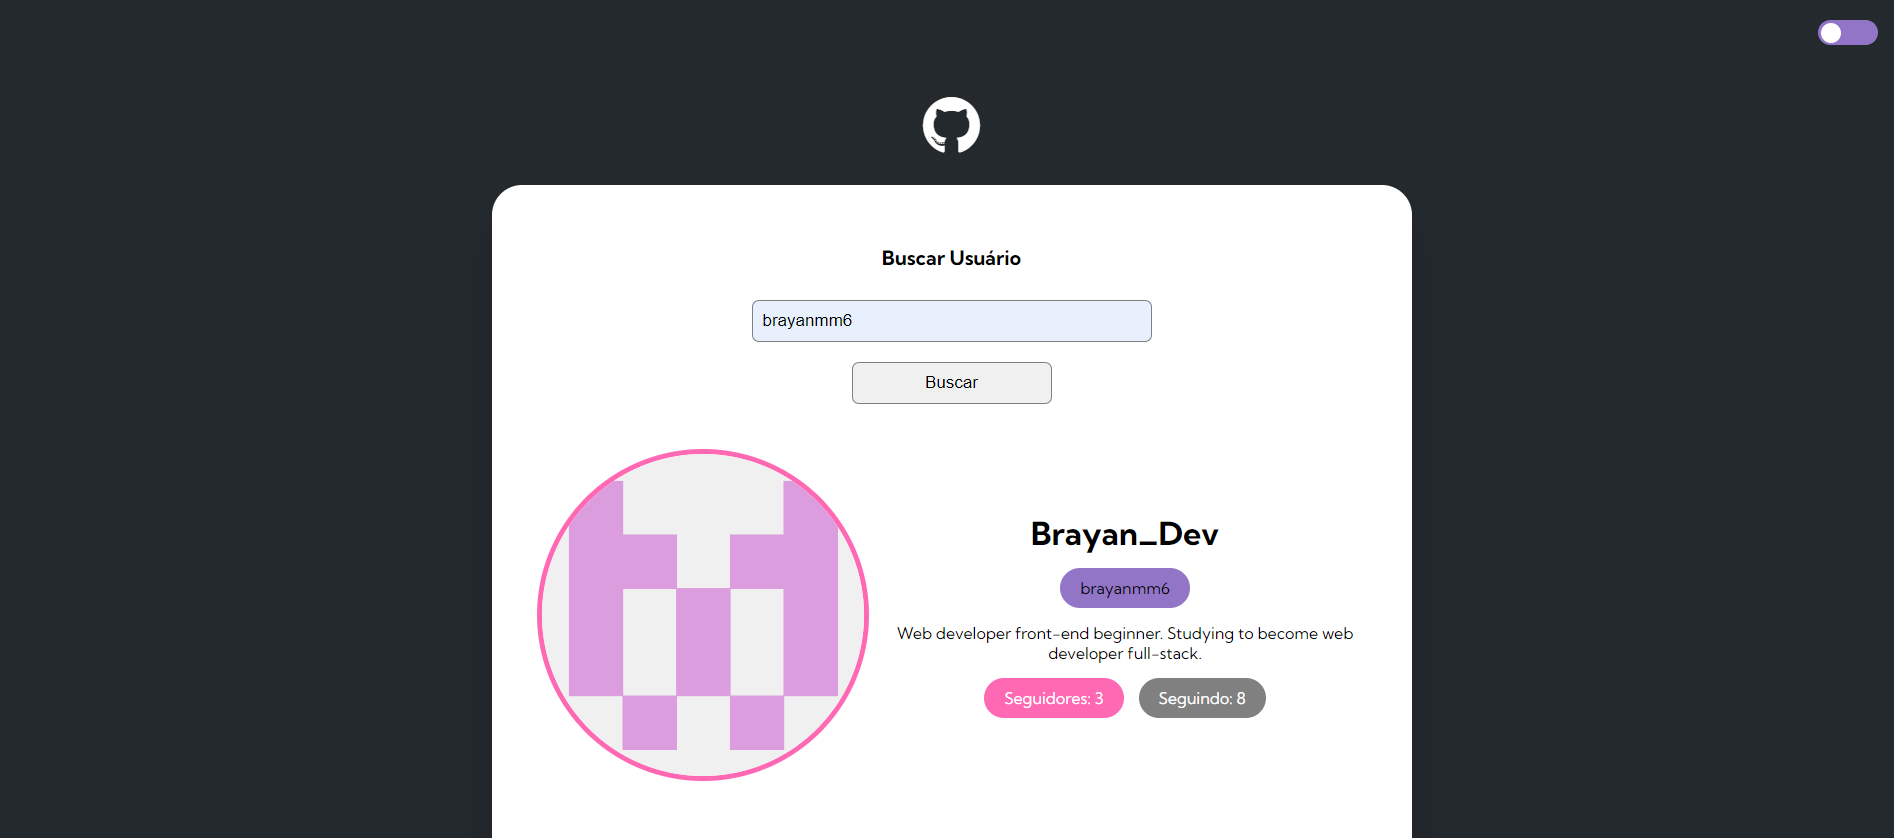 Buscar Usuário
brayanmm6
Buscar
Brayan_Dev
brayanmm6
Web developer front-end beginner. Studying to become web
developer full-stack.
Seguidores: 3
Seguindo: 8